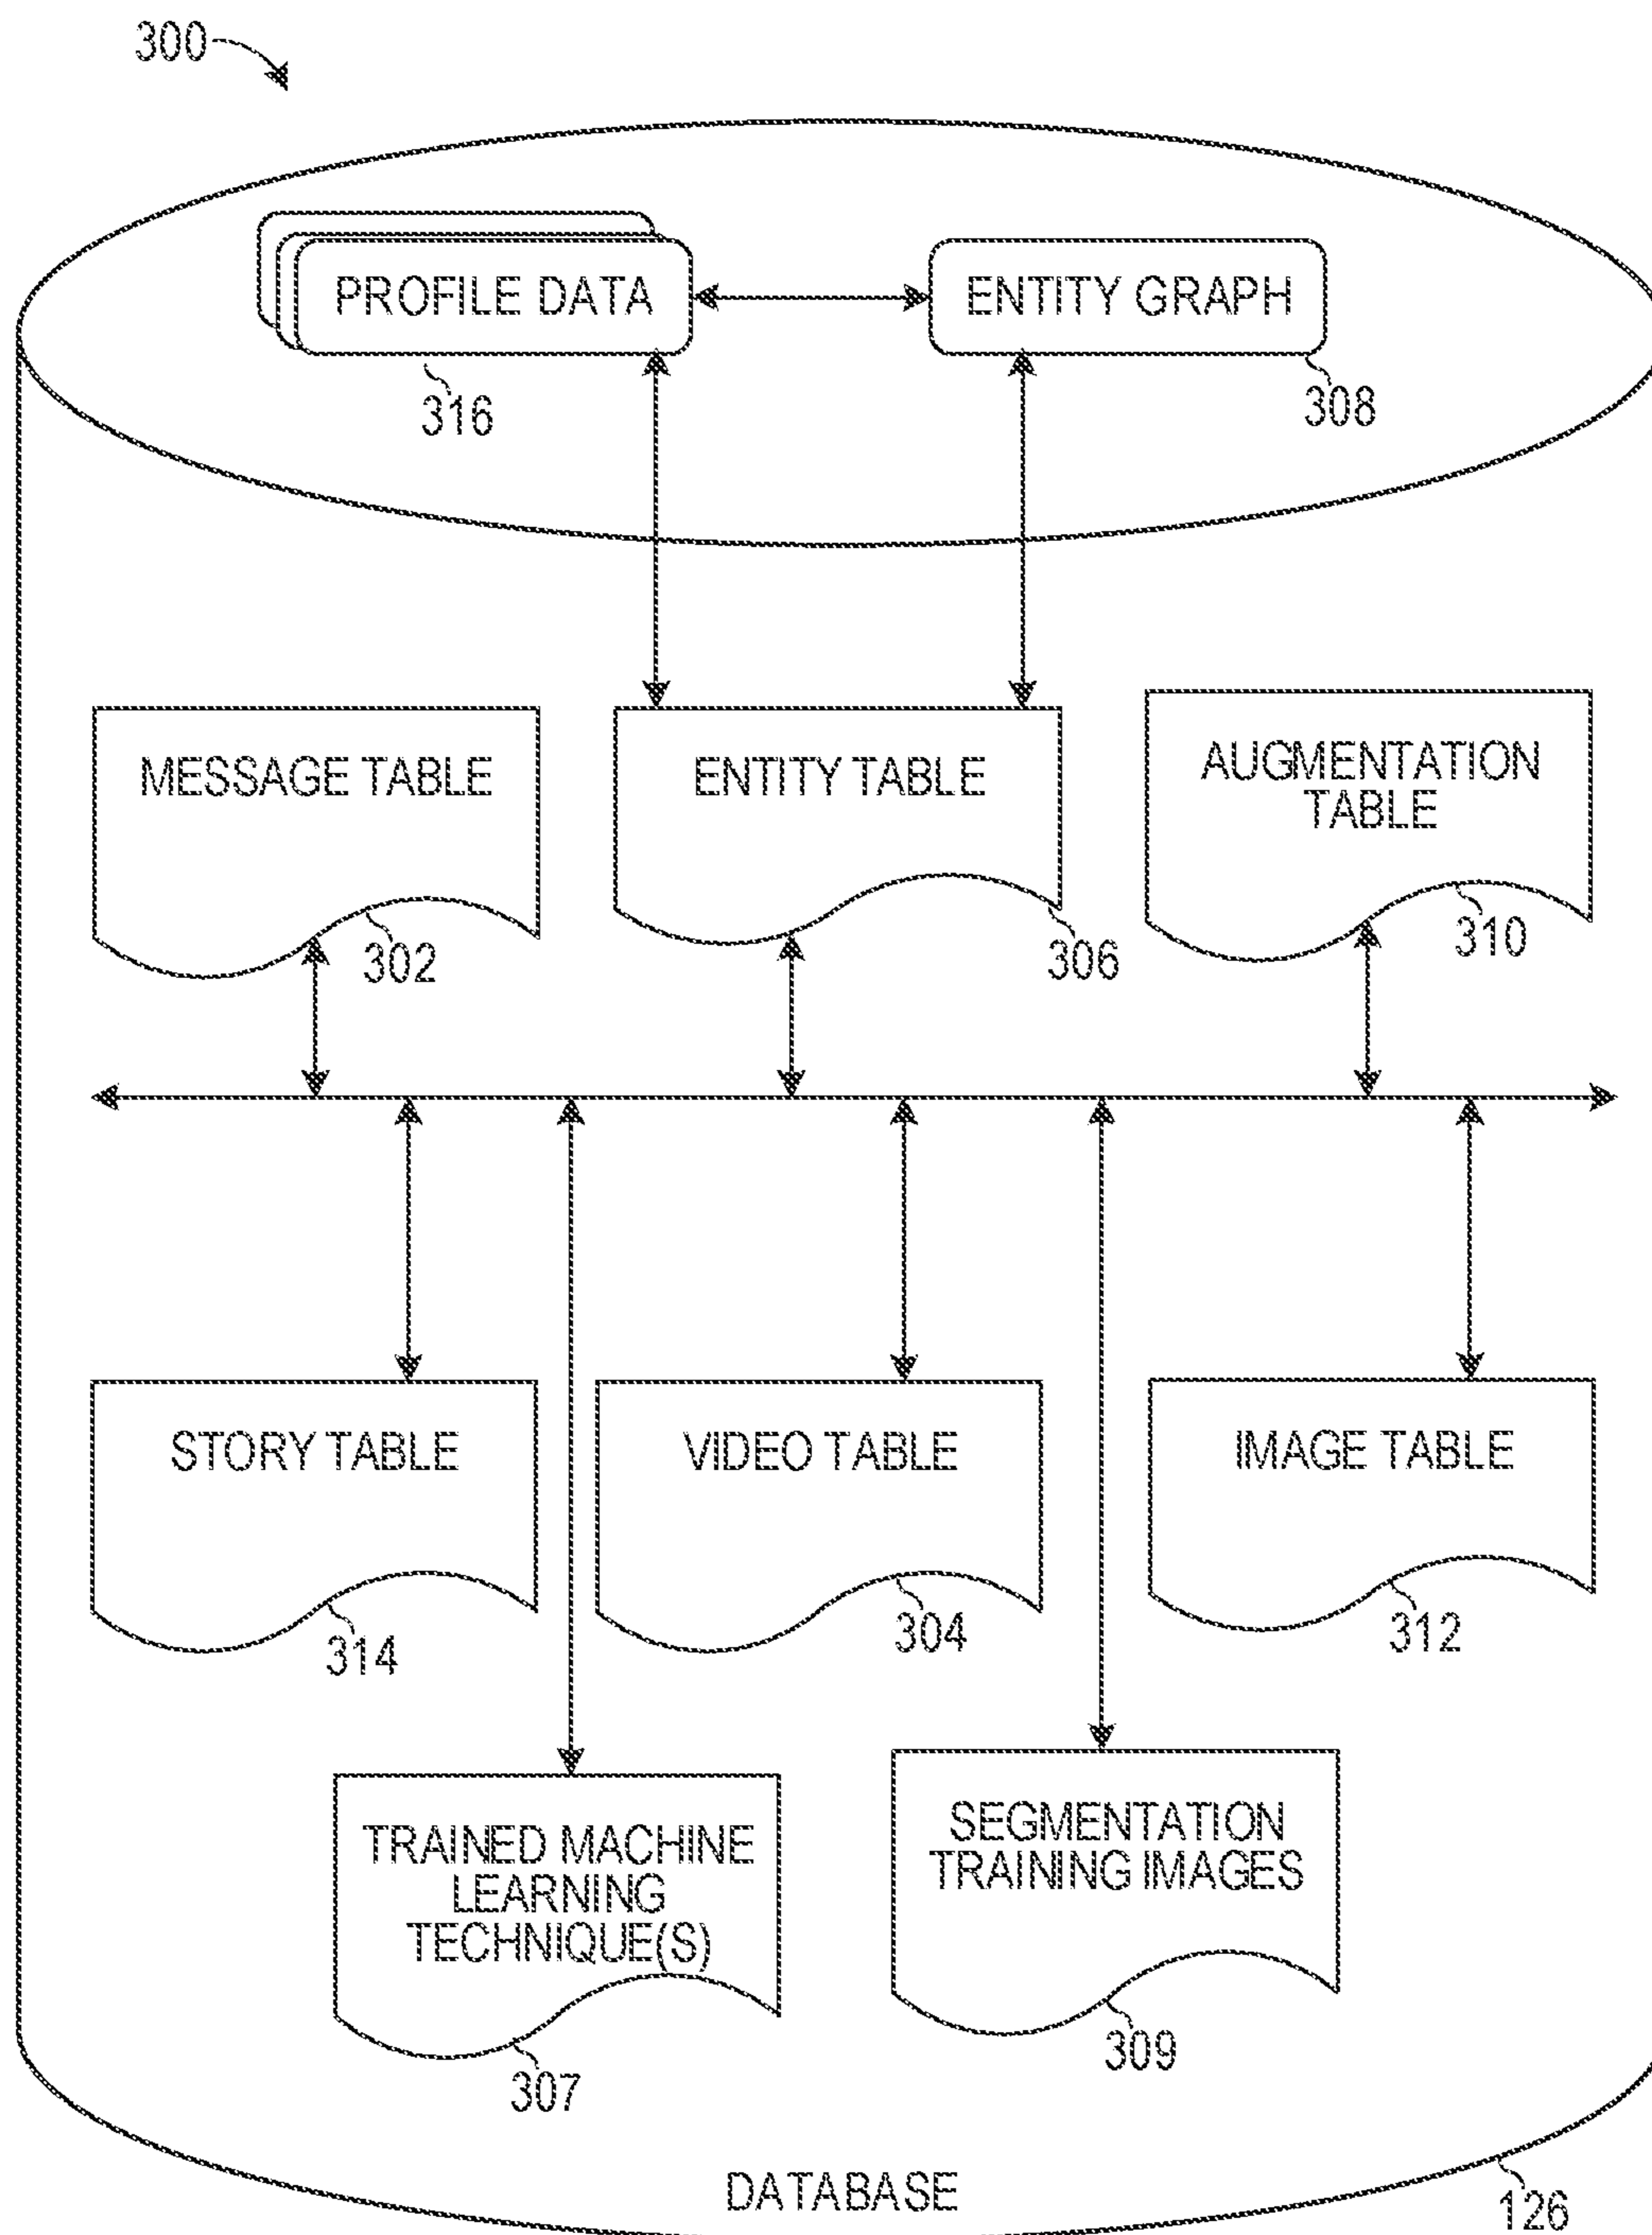 300
PROFILE DATA
ENTITY GRAPH
316
308
MESSAGE TABLE
ENTITY TABLE
AUGMENTATION
TABLE
302
306
310
STORY TABLE
VIDEO TABLE
IMAGE TABLE
314
304
312
TRAINED MACHINE
LEARNING
TECHNIQUE(S)
SEGMENTATION
TRAINING IMAGES
307
309
DATABASE
126